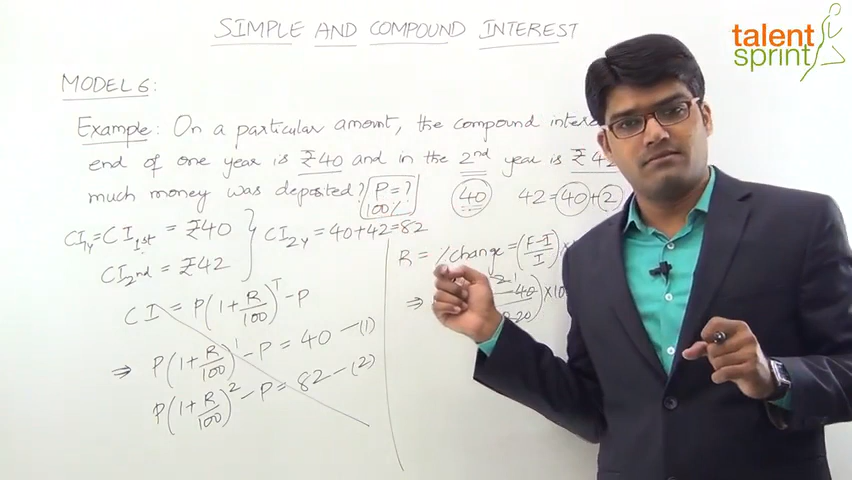 SIMPLE AND COMPOUND INTEREST
talent
sprint
MODEL 6:
Example: On a particular amount, the compound
end of one year is ₹40 and in the 2nd year is
much money was deposited? P=? 40 42=40+2
100%
CI1Y=CI1st = ₹40
CI2nd = ₹42
CI2Y = 40+42=82
CI = P(1+R/100)^T -P
⇒ P(1+R/100)^1 -P = 40 -(1)
P(1+R/100)^2 -P = 82 -(2)
R = %change = (F-I/I)
⇒